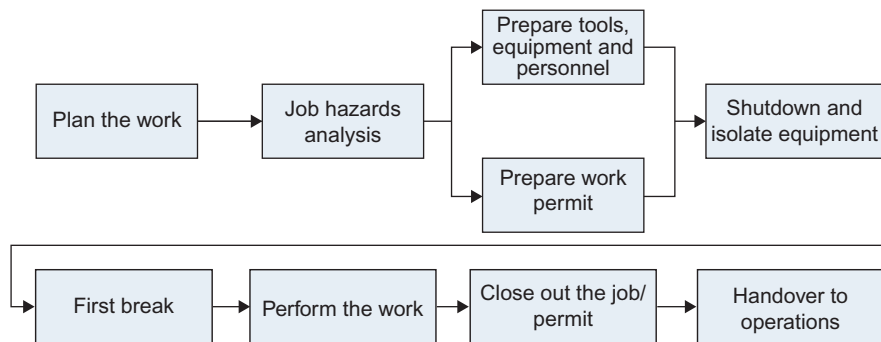 Plan the work
Job hazards
analysis
Prepare tools,
equipment and
personnel
Prepare work
permit
Shutdown and
isolate equipment
First break
Perform the work
Close out the job/
permit
Handover to
operations